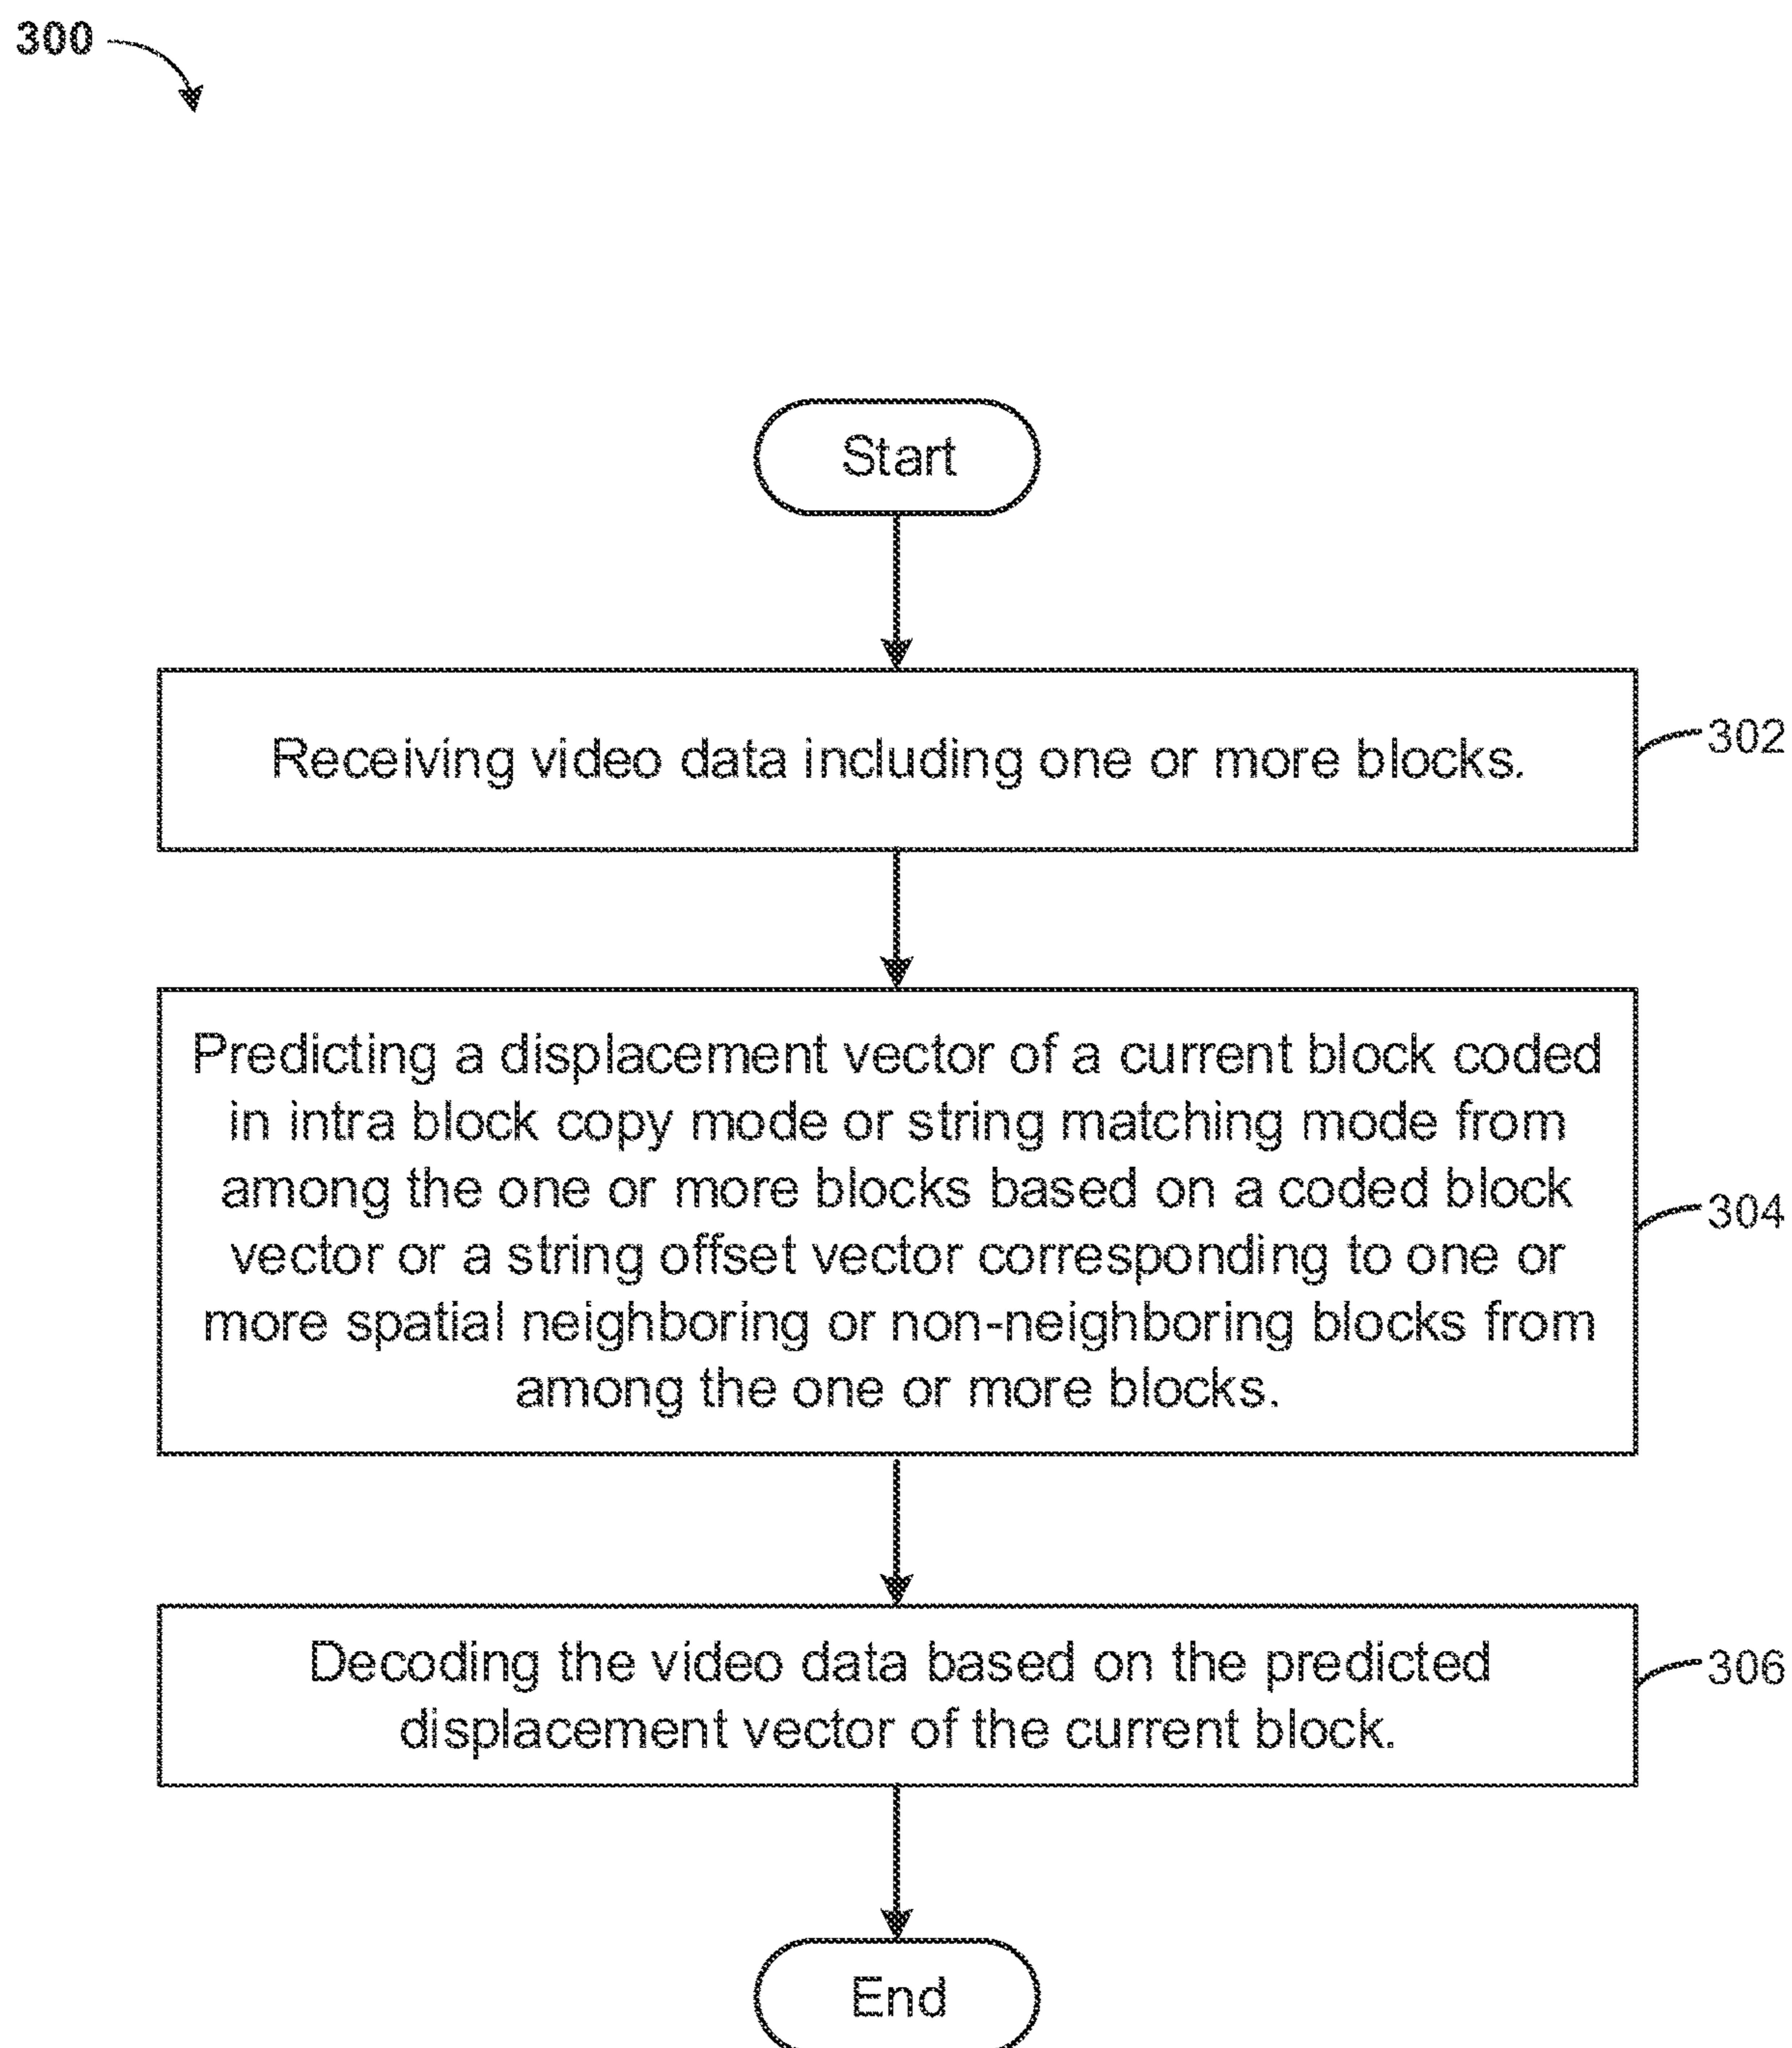 300
Start
Receiving video data including one or more blocks.
302
Predicting a displacement vector of a current block coded
in intra block copy mode or string matching mode from
among the one or more blocks based on a coded block
vector or a string offset vector corresponding to one or
more spatial neighboring or non-neighboring blocks from
among the one or more blocks.
304
Decoding the video data based on the predicted
displacement vector of the current block.
306
End